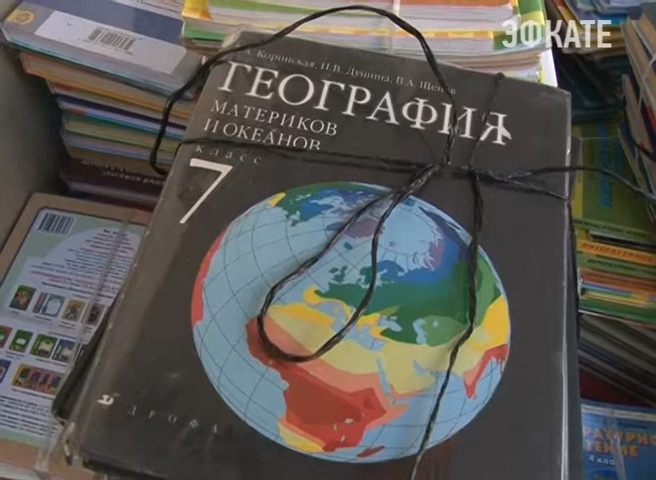 ЭФКАТЕ
Коринская, И.В. Душина, В.А. Щенев
ГЕОГРАФИЯ
МАТЕРИКОВ
И ОКЕАНОВ
КЛАСС
7
ДРОФА